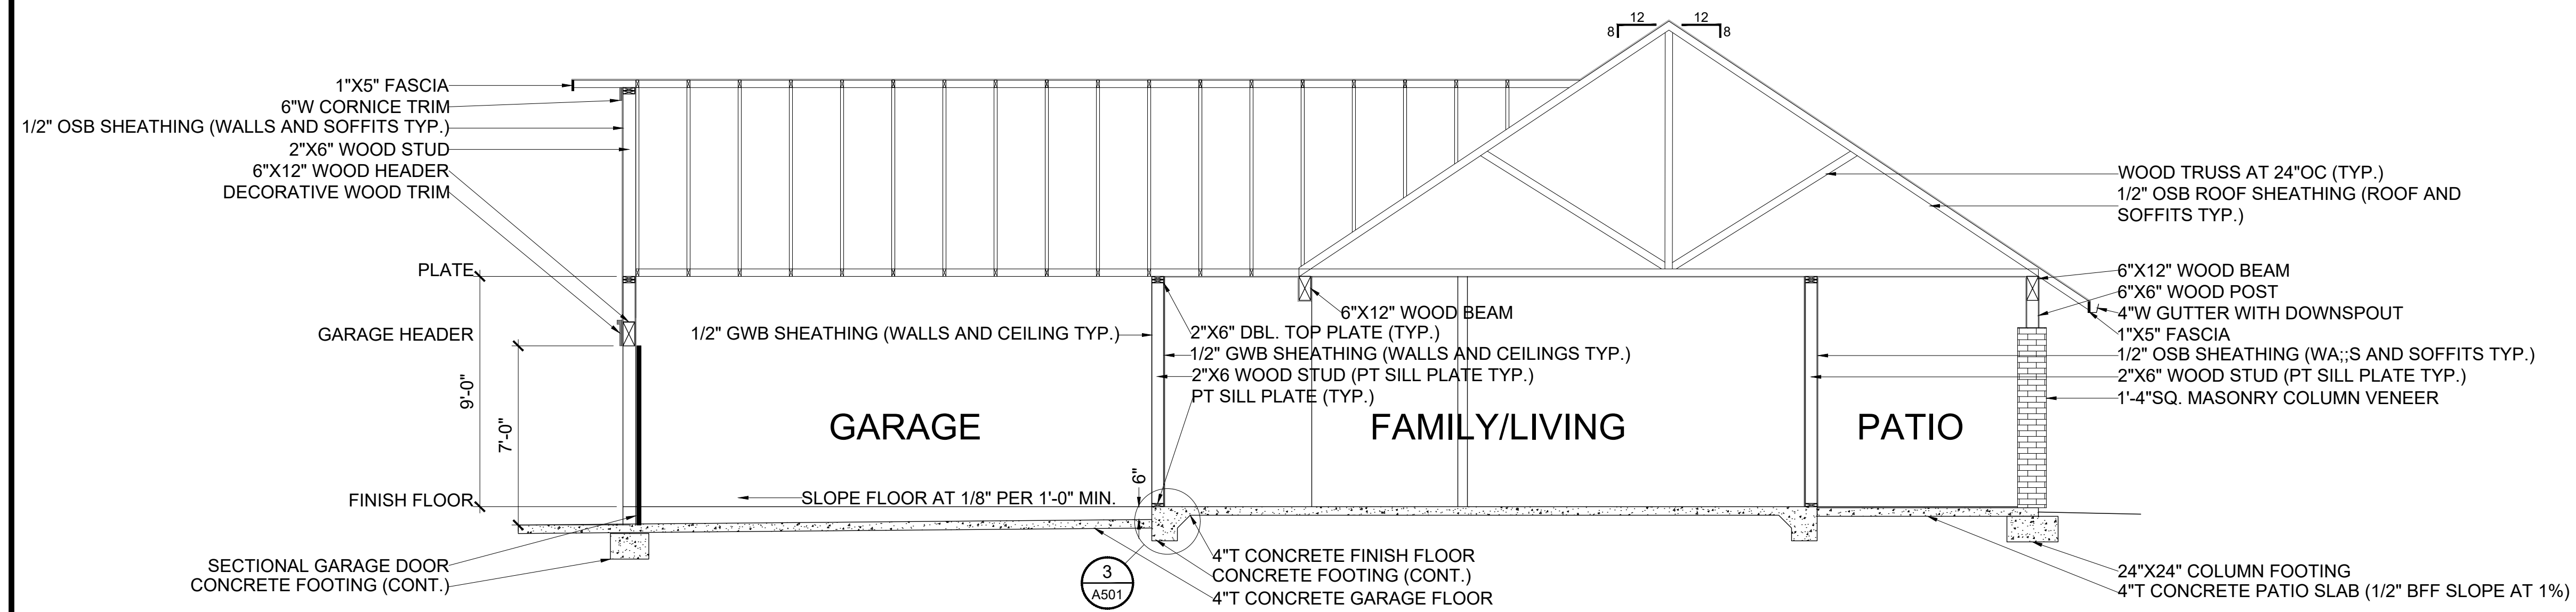 12 12
8 8
1"X5" FASCIA
6"W CORNICE TRIM
1/2" OSB SHEATHING (WALLS AND SOFFITS TYP.)
2"X6" WOOD STUD
6"X12" WOOD HEADER
DECORATIVE WOOD TRIM
PLATE
GARAGE HEADER
9'-0"
7'-0"
FINISH FLOOR
SECTIONAL GARAGE DOOR
CONCRETE FOOTING (CONT.)
1/2" GWB SHEATHING (WALLS AND CEILING TYP.)
GARAGE
SLOPE FLOOR AT 1/8" PER 1'-0" MIN.
6"
6"X12" WOOD BEAM
2"X6" DBL. TOP PLATE (TYP.)
1/2" GWB SHEATHING (WALLS AND CEILINGS TYP.)
2"X6 WOOD STUD (PT SILL PLATE TYP.)
PT SILL PLATE (TYP.)
FAMILY/LIVING
PATIO
3
A501
4"T CONCRETE FINISH FLOOR
CONCRETE FOOTING (CONT.)
4"T CONCRETE GARAGE FLOOR
WOOD TRUSS AT 24"OC (TYP.)
1/2" OSB ROOF SHEATHING (ROOF AND
SOFFITS TYP.)
6"X12" WOOD BEAM
6"X6" WOOD POST
4"W GUTTER WITH DOWNSPOUT
1"X5" FASCIA
1/2" OSB SHEATHING (WA;;S AND SOFFITS TYP.)
2"X6" WOOD STUD (PT SILL PLATE TYP.)
1'-4"SQ. MASONRY COLUMN VENEER
24"X24" COLUMN FOOTING
4"T CONCRETE PATIO SLAB (1/2" BFF SLOPE AT 1%)